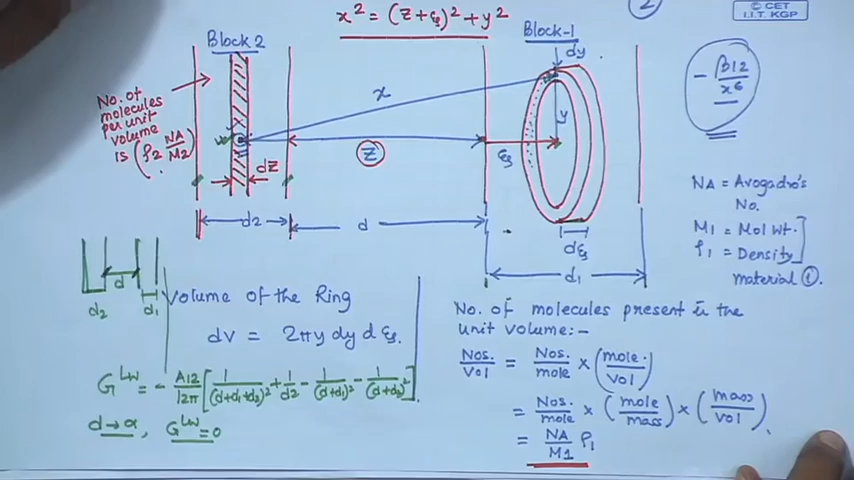 x² = (Z+ξ)² + y²
2
© CET
I.I.T. KGP
Block 2
Block-1
dy
- β12/x⁶
No. of
molecules
per unit
volume
is (ρ2 NA/M2)
x
y
Z
ξ
dZ
d2
d
dξ
d1
NA = Avogadro's
No.
M1 = Mol wt.
ρ1 = Density
material ①.
d
d2
d1
Volume of the Ring
dv = 2πy dy dξ.
G^LW = - A12/12π [1/(d+d1+d2)² + 1/d2 - 1/(d+d1)² - 1/(d+d2)²]
d→α, G^LW=0
No. of molecules present in the
unit volume:-
Nos./Vol = Nos./mole × (mole./vol)
= Nos./mole × (mole/mass) × (mass/vol)
= NA/M1 ρ1